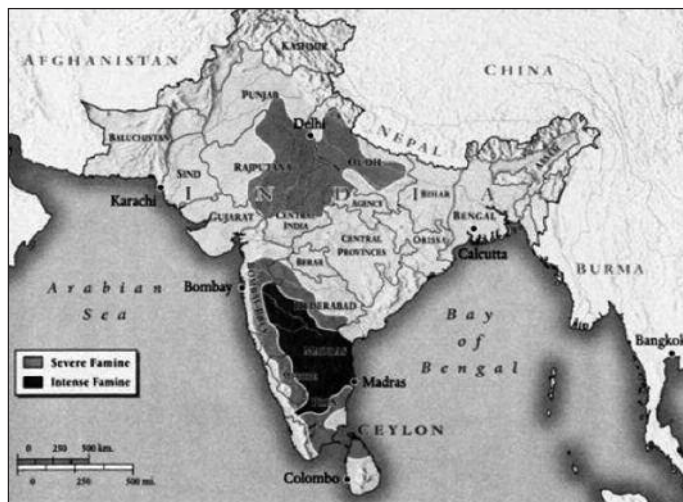 KASHMIR
AFGHANISTAN
CHINA
PUNJAB
Delhi
NEPAL
BALUCHISTAN
OUDH
RAJPUTANA
ASSAM
SIND
I N D I A
BIHAR
Karachi
AGENCY
GUJARAT
CENTRAL
INDIA
BENGAL
CENTRAL
PROVINCES
ORISSA
Calcutta
BERAR
BURMA
Arabian
Sea
Bombay
BOMBAY
HYDERABAD
Bay
of
Bengal
Bangkok
Severe Famine
Intense Famine
Madras
CEYLON
0 250 500 km.
0 250 500 mi.
Colombo